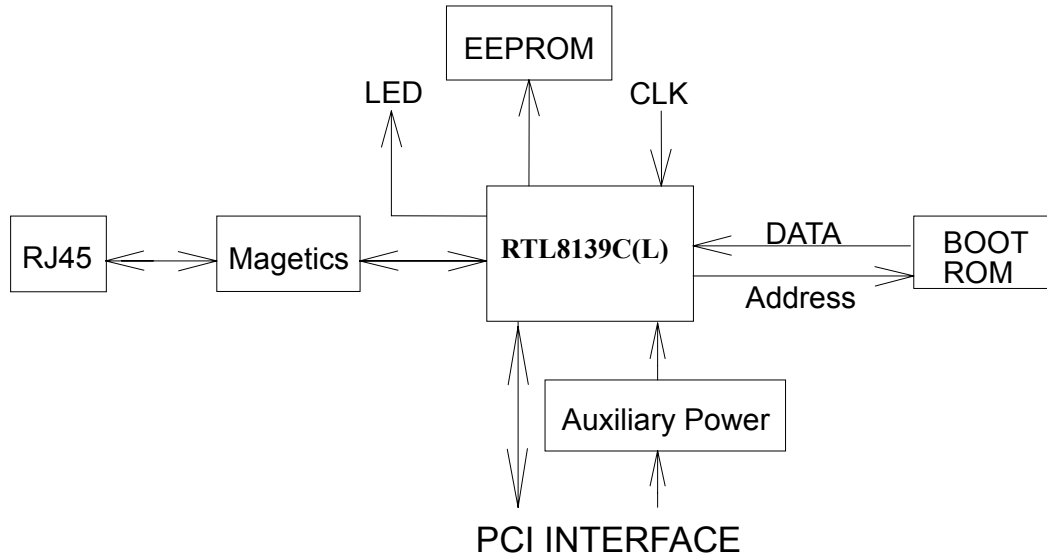 EEPROM
LED
CLK
RJ45
Magetics
RTL8139C(L)
DATA
Address
BOOT
ROM
Auxiliary Power
PCI INTERFACE